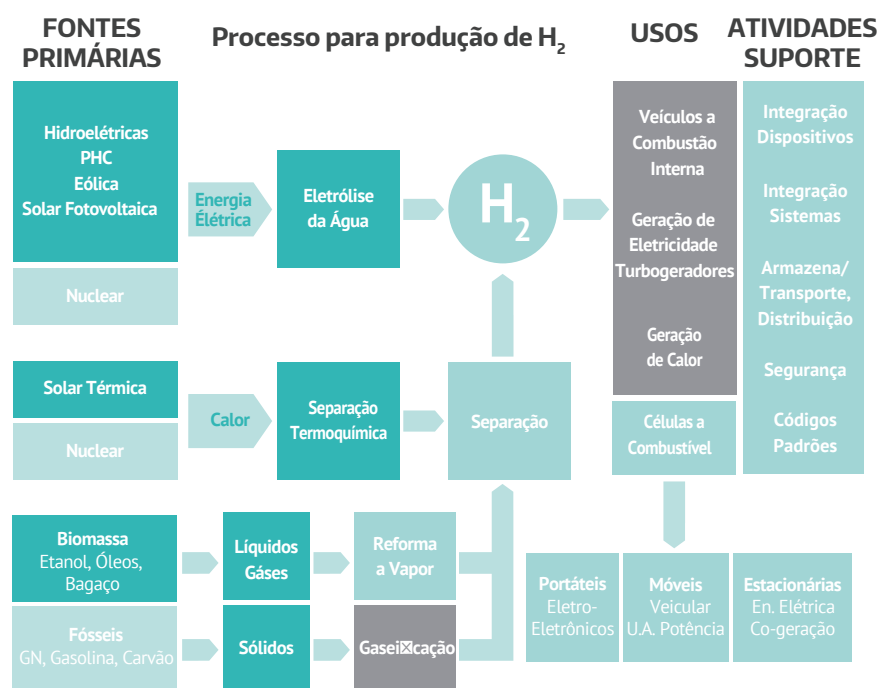 FONTES
PRIMÁRIAS
Processo para produção de H₂
USOS
ATIVIDADES
SUPORTE
Hidroelétricas
PHC
Eólica
Solar Fotovoltaica
Nuclear
Energia
Élétrica
Eletrólise
da Água
H₂
Veículos a
Combustão
Interna
Geração de
Eletricidade
Turbogeradores
Geração
de Calor
Células a
Combustível
Integração
Dispositivos
Integração
Sistemas
Armazena/
Transporte,
Distribuição
Segurança
Códigos
Padrões
Solar Térmica
Nuclear
Calor
Separação
Termoquímica
Separação
Biomassa
Etanol, Óleos,
Bagaço
Fósseis
GN, Gasolina, Carvão
Líquidos
Gáses
Sólidos
Reforma
a Vapor
Gasei☒cação
Portáteis
Eletro-
Eletrônicos
Móveis
Veicular
U.A. Potência
Estacionárias
En. Elétrica
Co-geração